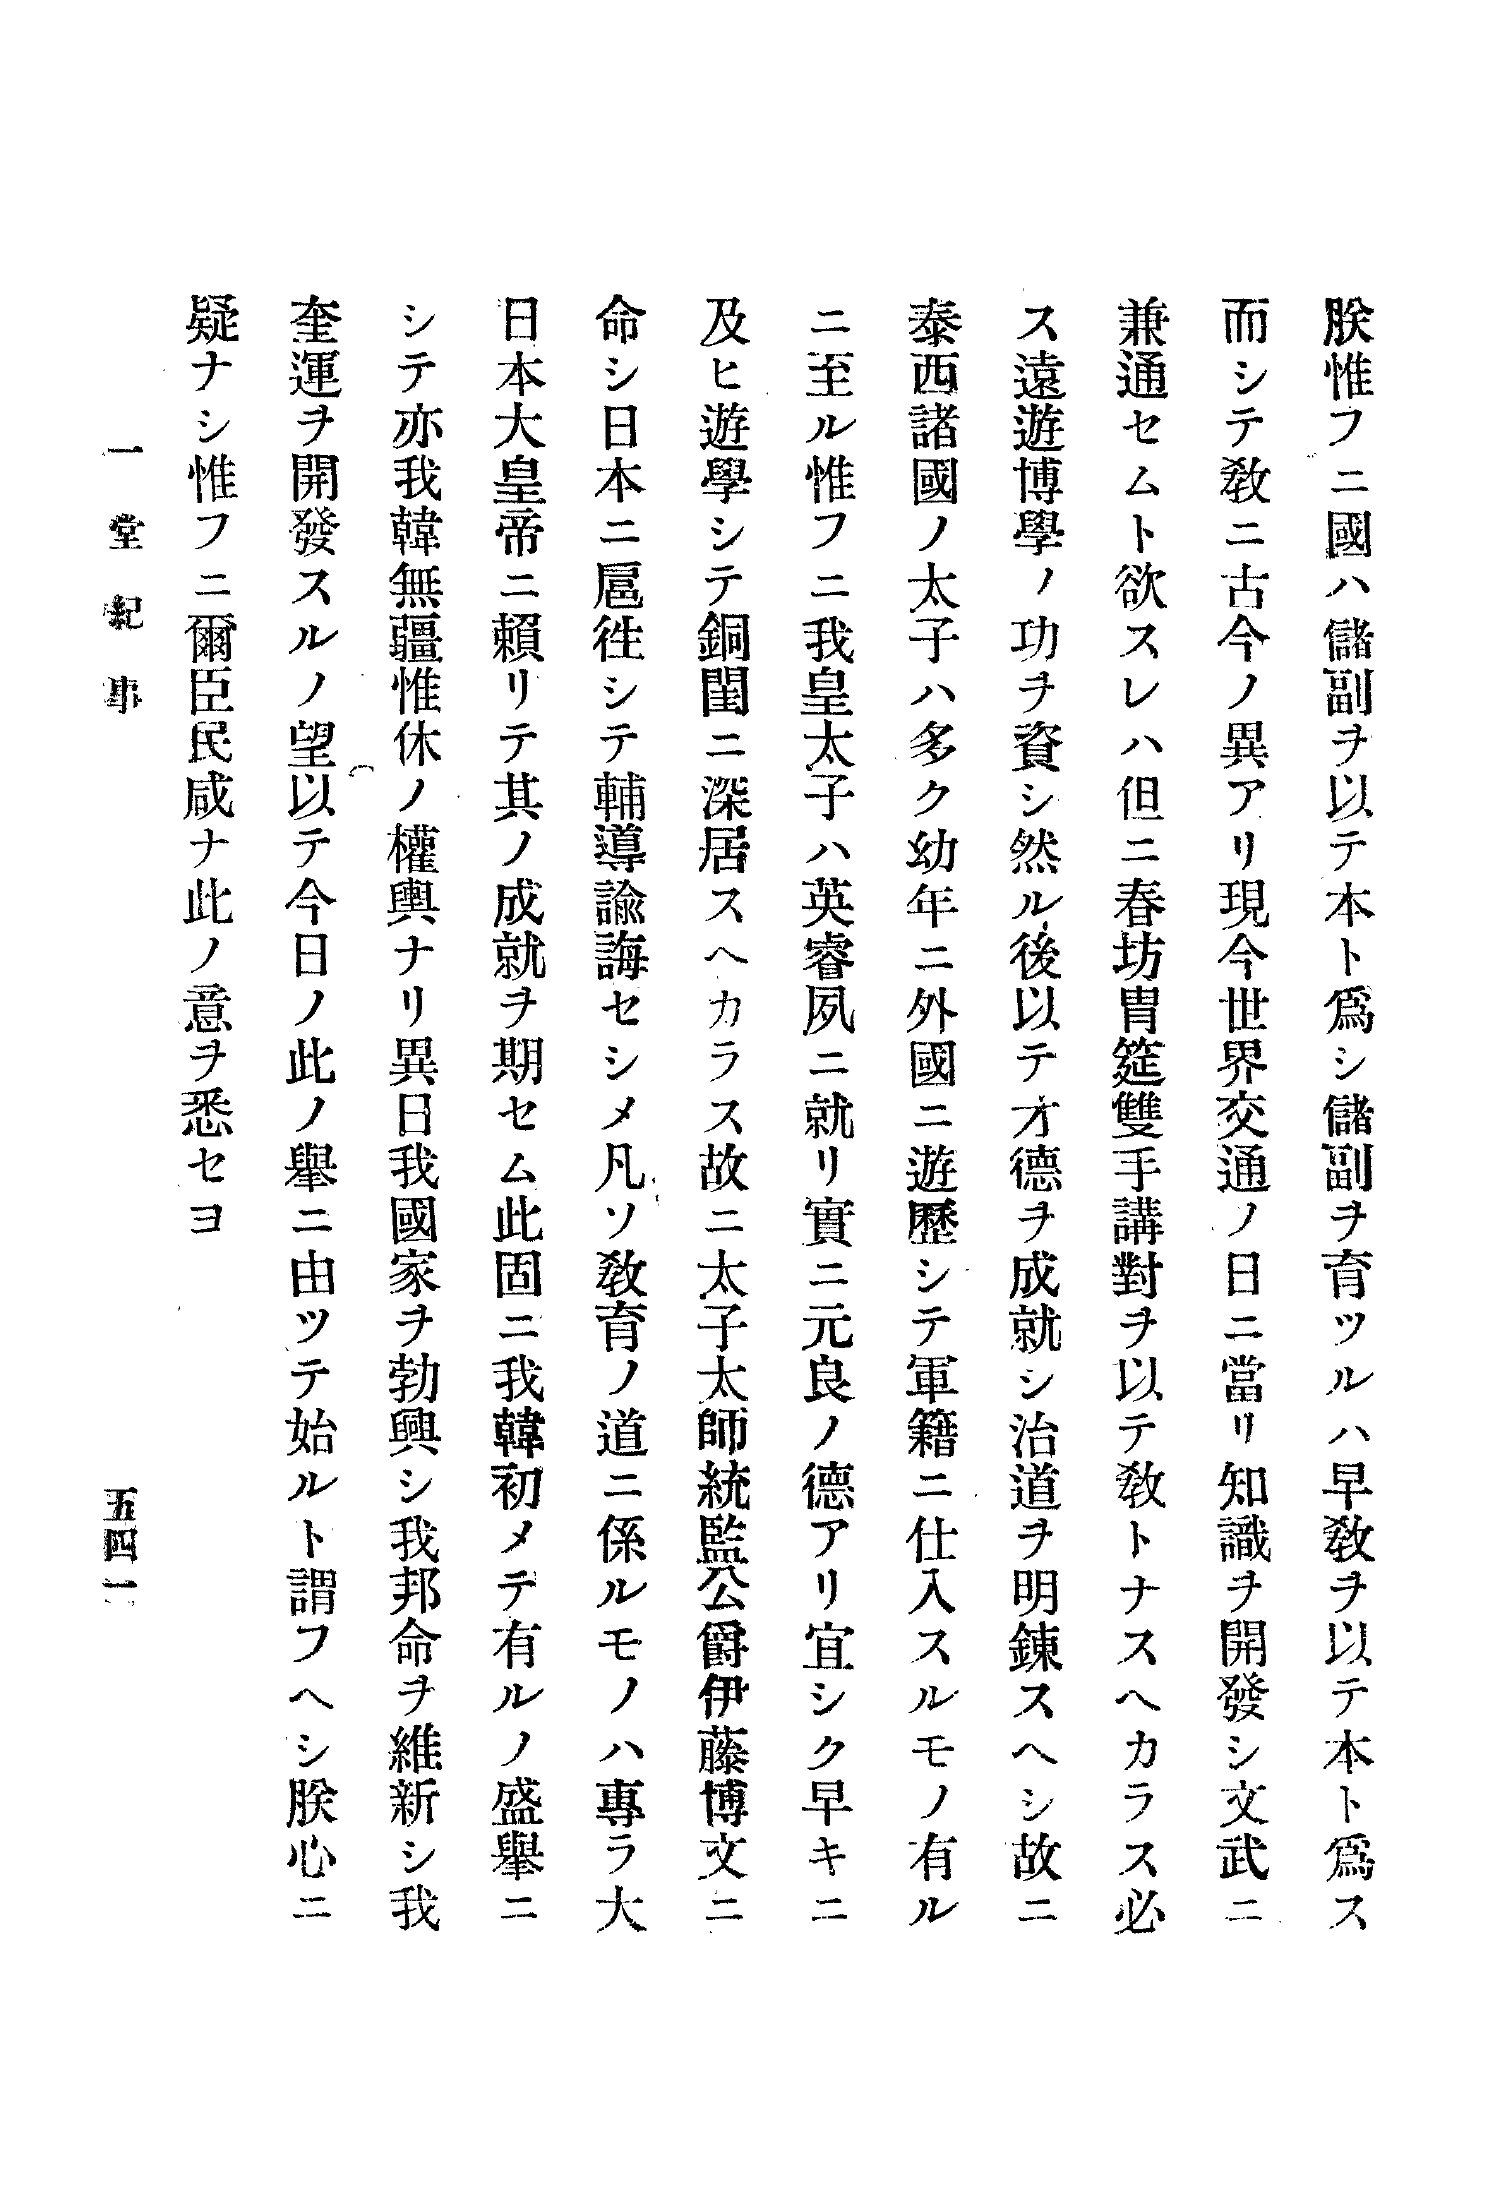 朕惟フニ國ハ儲副ヲ以テ本ト爲シ儲副ヲ育ツルハ早敎ヲ以テ本ト爲ス
而シテ敎ニ古今ノ異アリ現今世界交通ノ日ニ當リ知識ヲ開發シ文武ニ
兼通セムト欲スレハ但ニ春坊冑筵雙手講對ヲ以テ敎トナスヘカラス必
ス遠遊博學ノ功ヲ資シ然ル後以テ才德ヲ成就シ治道ヲ明鍊スヘシ故ニ
泰西諸國ノ太子ハ多ク幼年ニ外國ニ遊歷シテ軍籍ニ仕入スルモノ有ル
ニ至ル惟フニ我皇太子ハ英睿夙ニ就リ實ニ元良ノ德アリ宜シク早キニ
及ヒ遊學シテ銅闈ニ深居スヘカラス故ニ太子太師統監公爵伊藤博文ニ
命シ日本ニ扈徃シテ輔導諭誨セシメ凡ソ敎育ノ道ニ係ルモノハ專ラ大
日本大皇帝ニ賴リテ其ノ成就ヲ期セム此固ニ我韓初メテ有ルノ盛擧ニ
シテ亦我韓無疆惟休ノ權輿ナリ異日我國家ヲ勃興シ我邦命ヲ維新シ我
奎運ヲ開發スルノ望以テ今日ノ此ノ擧ニ由ツテ始ルト謂フヘシ朕心ニ
疑ナシ惟フニ爾臣民咸ナ此ノ意ヲ悉セヨ
一堂紀事
五四一